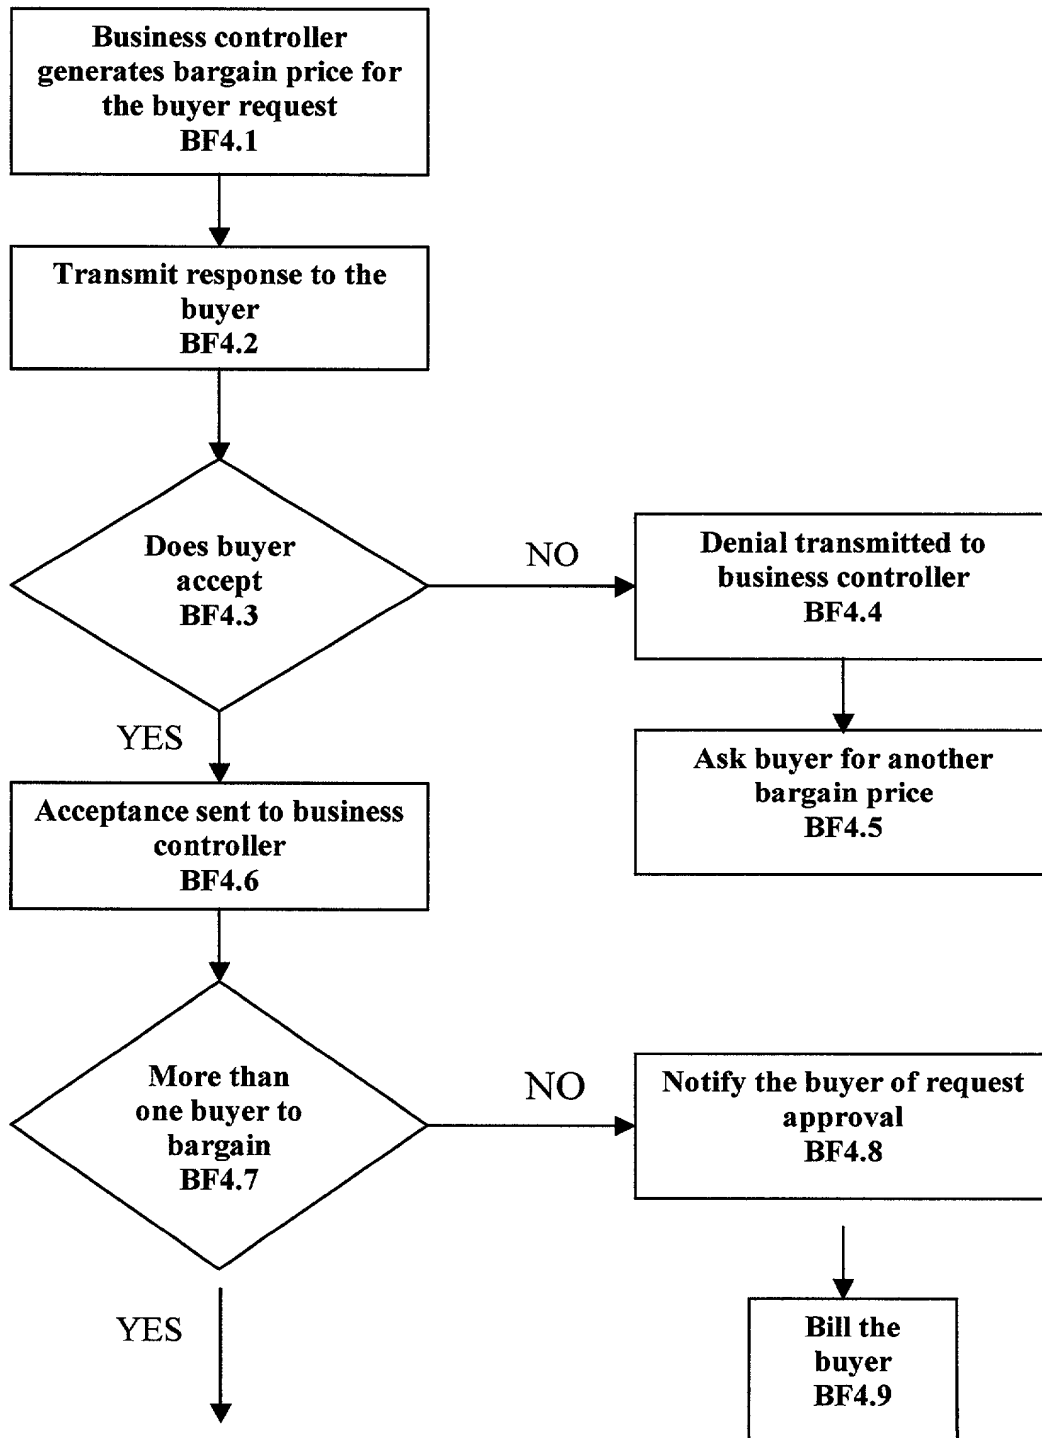 Business controller
generates bargain price for
the buyer request
BF4.1
Transmit response to the
buyer
BF4.2
Does buyer
accept
BF4.3
NO
Denial transmitted to
business controller
BF4.4
YES
Ask buyer for another
bargain price
BF4.5
Acceptance sent to business
controller
BF4.6
More than
one buyer to
bargain
BF4.7
NO
Notify the buyer of request
approval
BF4.8
YES
Bill the
buyer
BF4.9